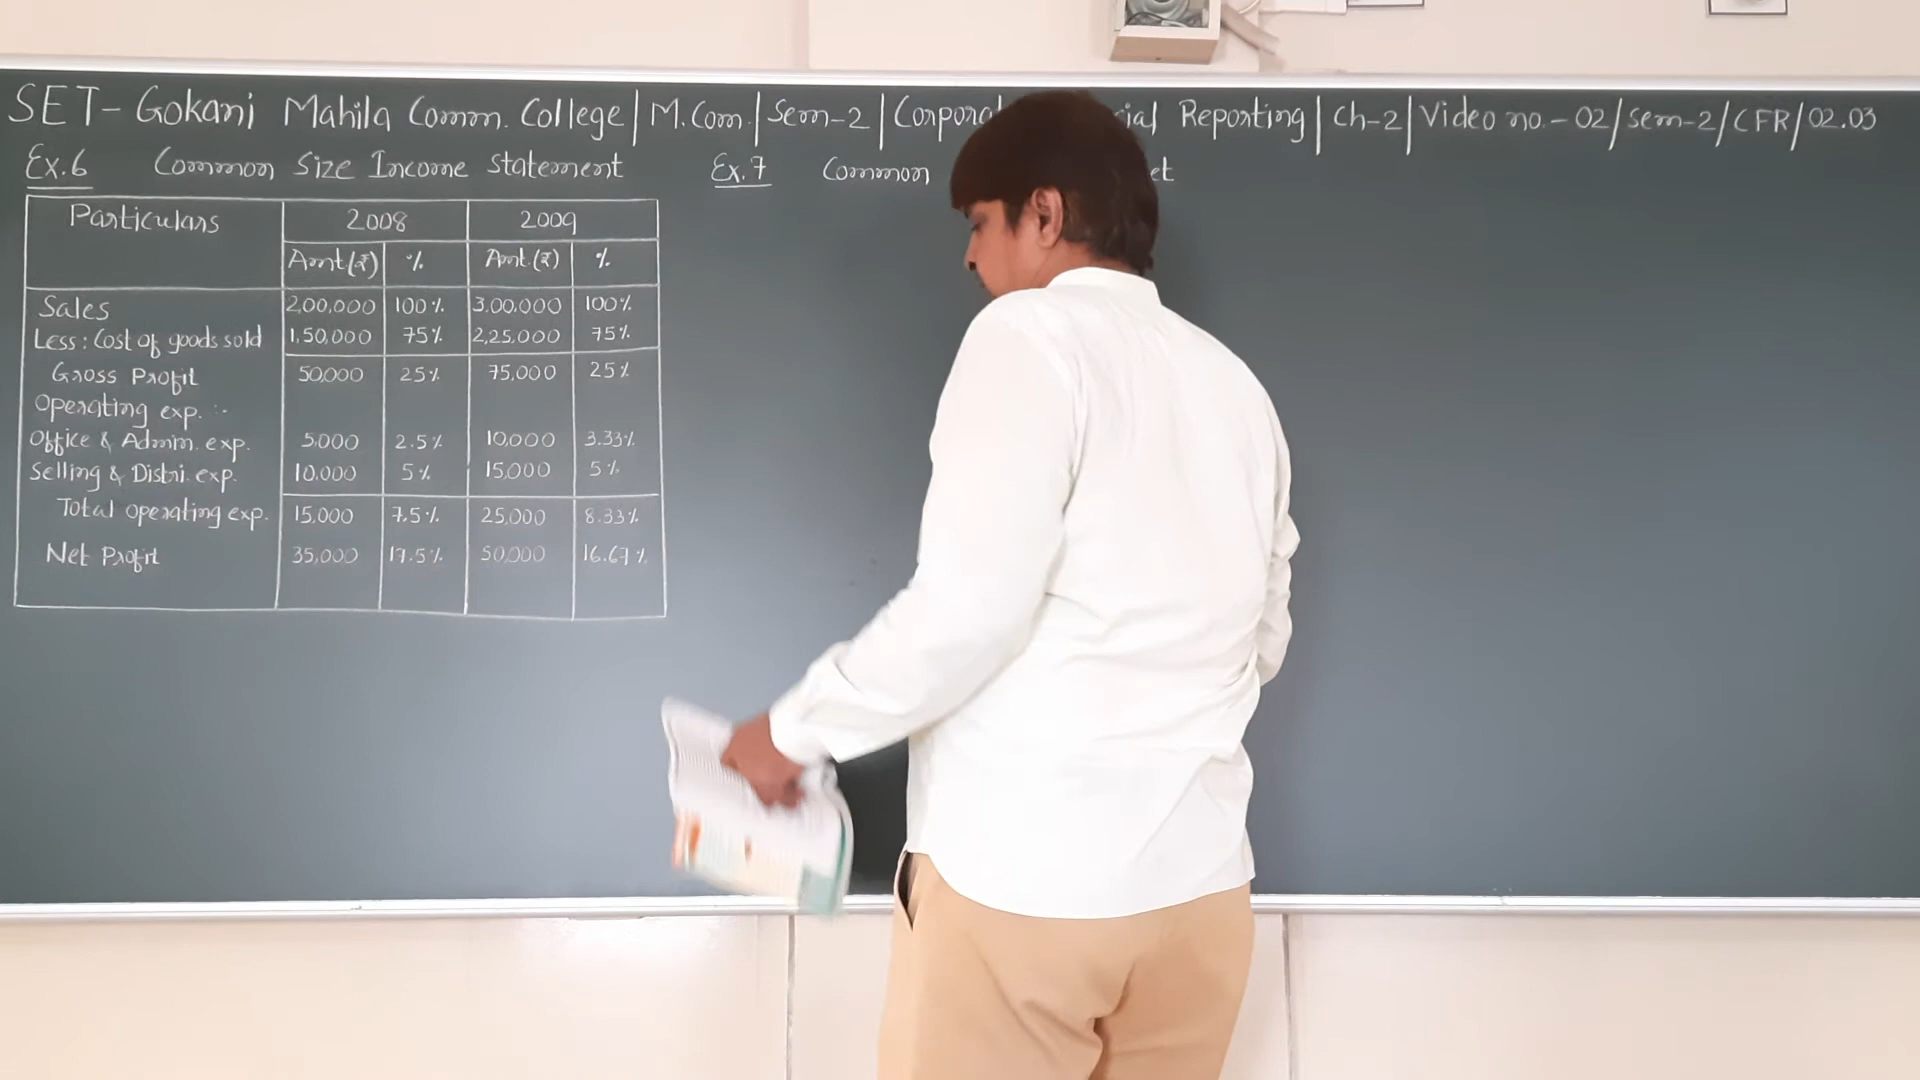 SET- Gokani Mahila Comm. College | M.Com. | Sem-2 | Reporting | Ch-2 | Video no.- 02/sem-2/CFR/02.03
Ex.6 Common Size Income Statement
Ex.7 Common
Particulars 2008 2009
Amt.(₹) % Amt.(₹) %
Sales 2,00,000 100% 3,00,000 100%
Less: Cost of goods sold 1,50,000 75% 2,25,000 75%
Gross Profit 50,000 25% 75,000 25%
Operating exp. :-
Office & Admin. exp. 5,000 2.5% 10,000 3.33%
Selling & Distri. exp. 10,000 5% 15,000 5%
Total operating exp. 15,000 7.5% 25,000 8.33%
Net Profit 35,000 17.5% 50,000 16.67%